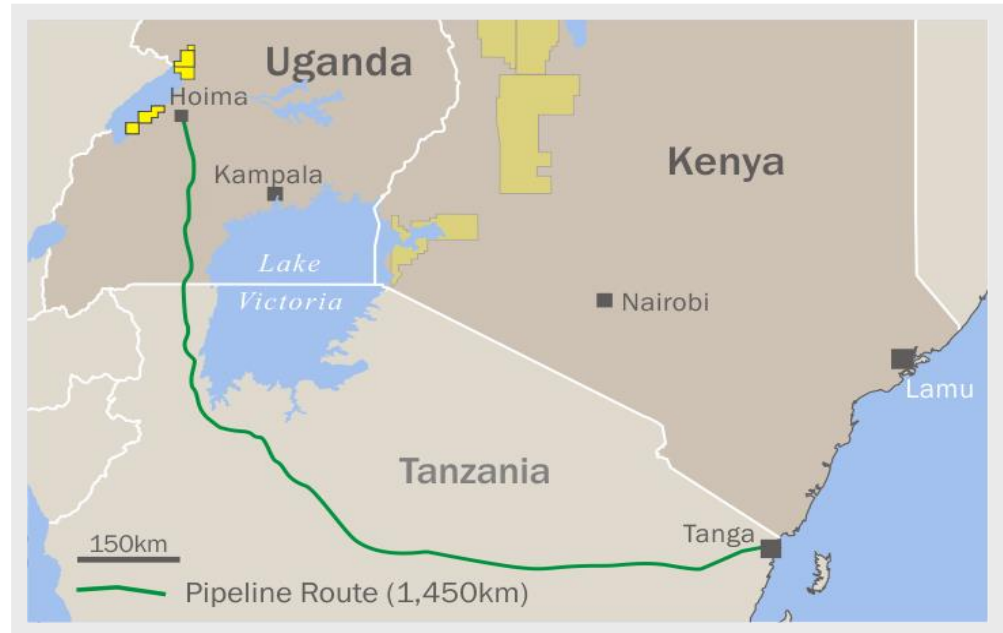 Uganda
Hoima
Kampala
Kenya
Lake
Victoria
Nairobi
Lamu
Tanzania
Tanga
150km
Pipeline Route (1,450km)